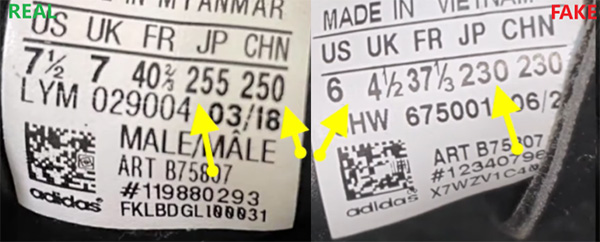 REAL
IN MYANMAR
US UK FR JP CHN
7½ 7 40⅔ 255 250
LYM 029004 03/18
MALE/MÂLE
ART B75807
#119880293
FKLBDGL100031
adidas
FAKE
MADE IN VIETNAM
US UK FR JP CHN
6 4½ 37⅓ 230 230
HW 675001 06/2
ART B75807
#12340796
X7WZV1C40
adidas